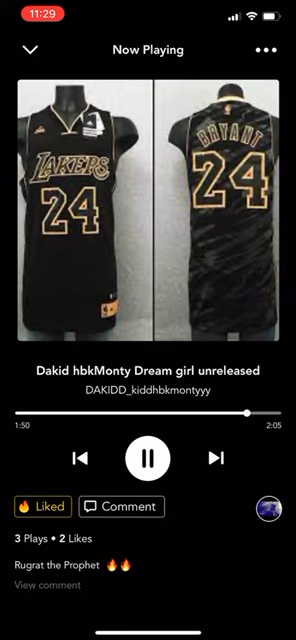 11:29
Now Playing
LAKERS
24
BRYANT
24
Dakid hbkMonty Dream girl unreleased
DAKIDD_kiddhbkmontyyy
1:50
2:05
🔥 Liked
Comment
3 Plays • 2 Likes
Rugrat the Prophet 🔥🔥
View comment